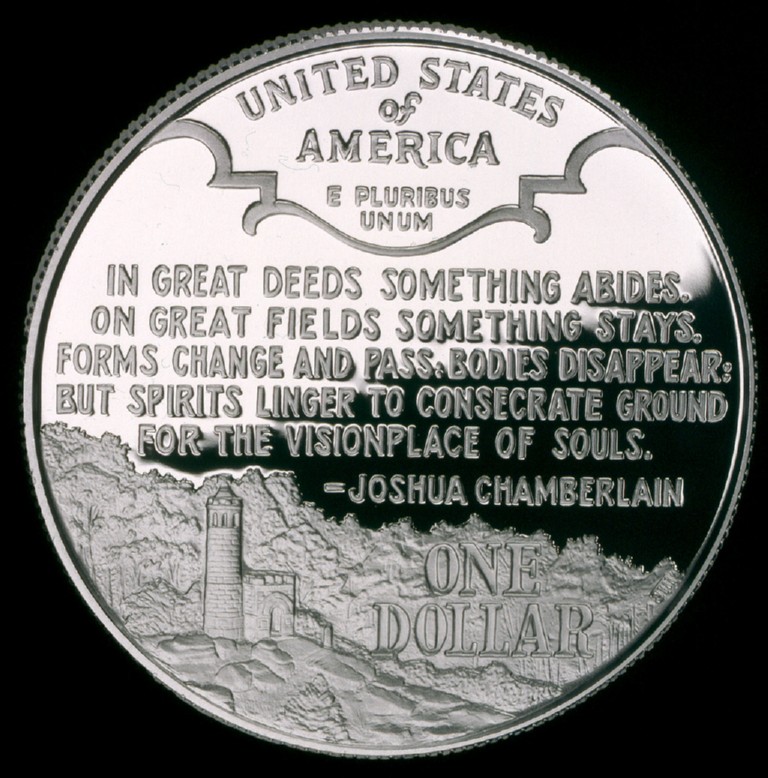 UNITED STATES
of
AMERICA
E PLURIBUS
UNUM
IN GREAT DEEDS SOMETHING ABIDES.
ON GREAT FIELDS SOMETHING STAYS.
FORMS CHANGE AND PASS: BODIES DISAPPEAR:
BUT SPIRITS LINGER TO CONSECRATE GROUND
FOR THE VISIONPLACE OF SOULS.
=JOSHUA CHAMBERLAIN
ONE
DOLLAR